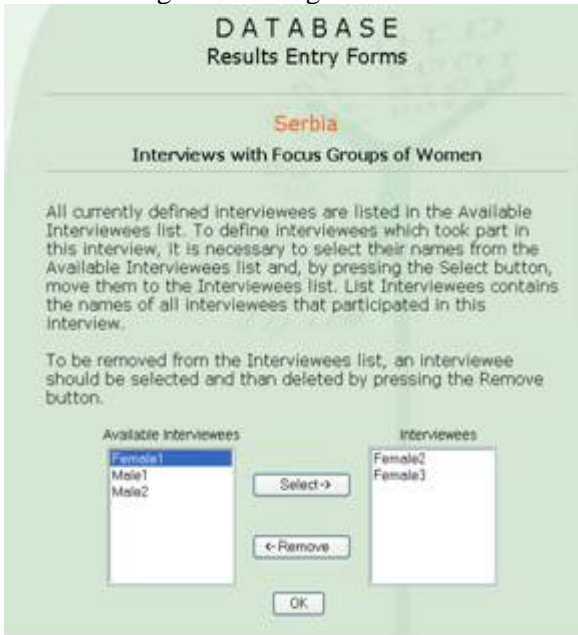 DATABASE
Results Entry Forms
Serbia
Interviews with Focus Groups of Women
All currently defined interviewees are listed in the Available
Interviewees list. To define interviewees which took part in
this interview, it is necessary to select their names from the
Available Interviewees list and, by pressing the Select button,
move them to the Interviewees list. List Interviewees contains
the names of all interviewees that participated in this
interview.
To be removed from the Interviewees list, an interviewee
should be selected and than deleted by pressing the Remove
button.
Available Interviewees
Interviewees
Female1
Male1
Male2
Select->
<-Remove
Female2
Female3
OK